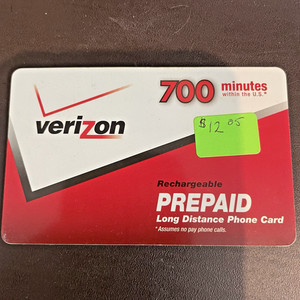 700 minutes
within the U.S.*
verizon
$12.05
Rechargeable
PREPAID
Long Distance Phone Card
*Assumes no pay phone calls.